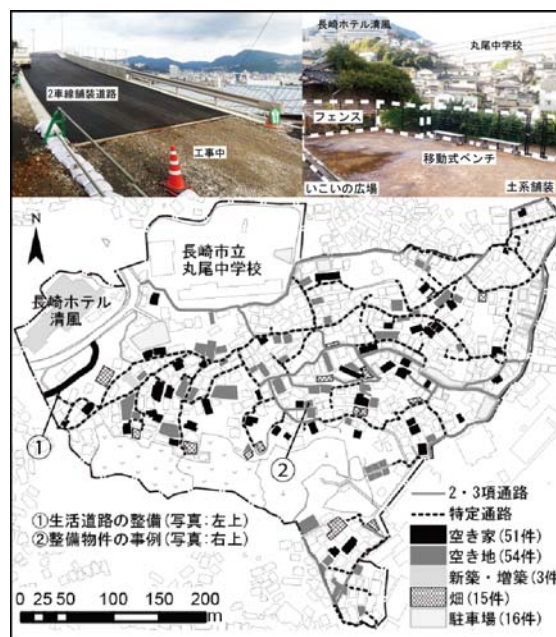 2車線舗装道路
工事中
長崎ホテル清風
丸尾中学校
フェンス
移動式ベンチ
いこいの広場
土系舗装
N
長崎市立
丸尾中学校
長崎ホテル
清風
①
②
①生活道路の整備(写真:左上)
②整備物件の事例(写真:右上)
2・3項通路
特定通路
空き家(51件)
空き地(54件)
新築・増築(3件
畑(15件)
駐車場(16件)
0 25 50 100 150 200
m